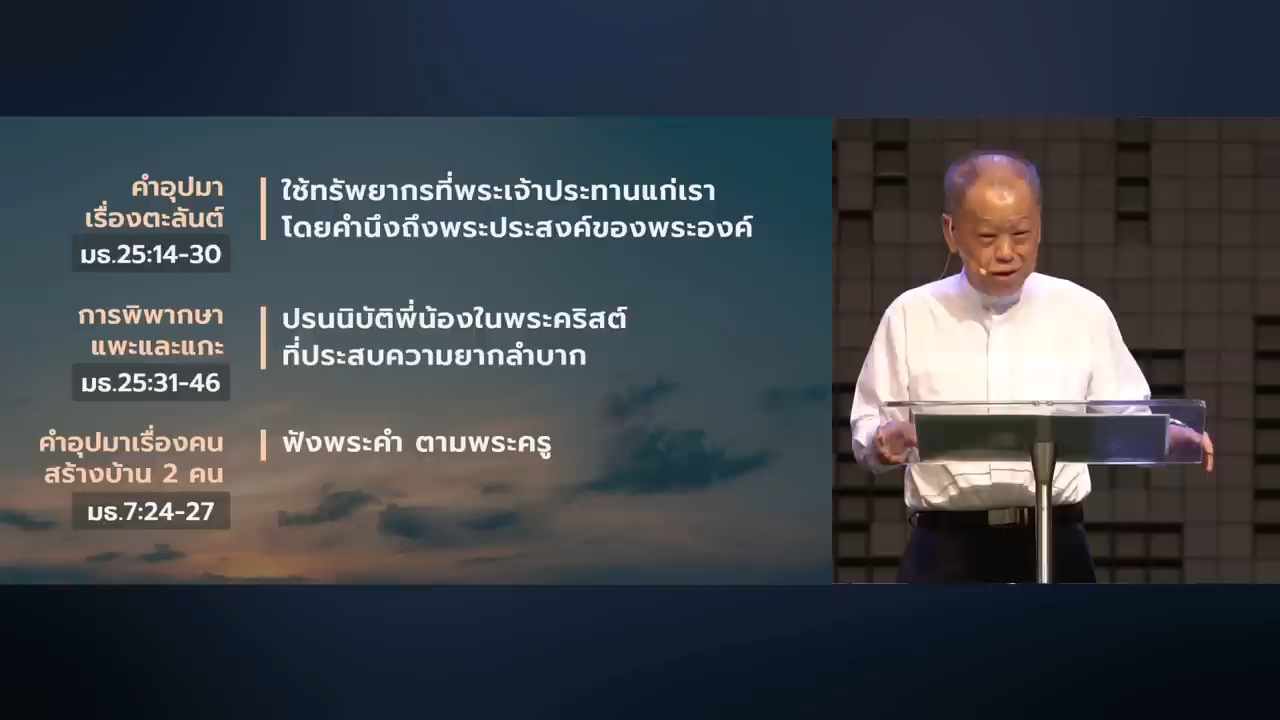 คำอุปมา
เรื่องตะลันต์
มธ.25:14-30
ใช้ทรัพยากรที่พระเจ้าประทานแก่เรา
โดยคำนึงถึงพระประสงค์ของพระองค์
การพิพากษา
แพะและแกะ
มธ.25:31-46
ปรนนิบัติพี่น้องในพระคริสต์
ที่ประสบความยากลำบาก
คำอุปมาเรื่องคน
สร้างบ้าน 2 คน
มธ.7:24-27
ฟังพระคำ ตามพระครู